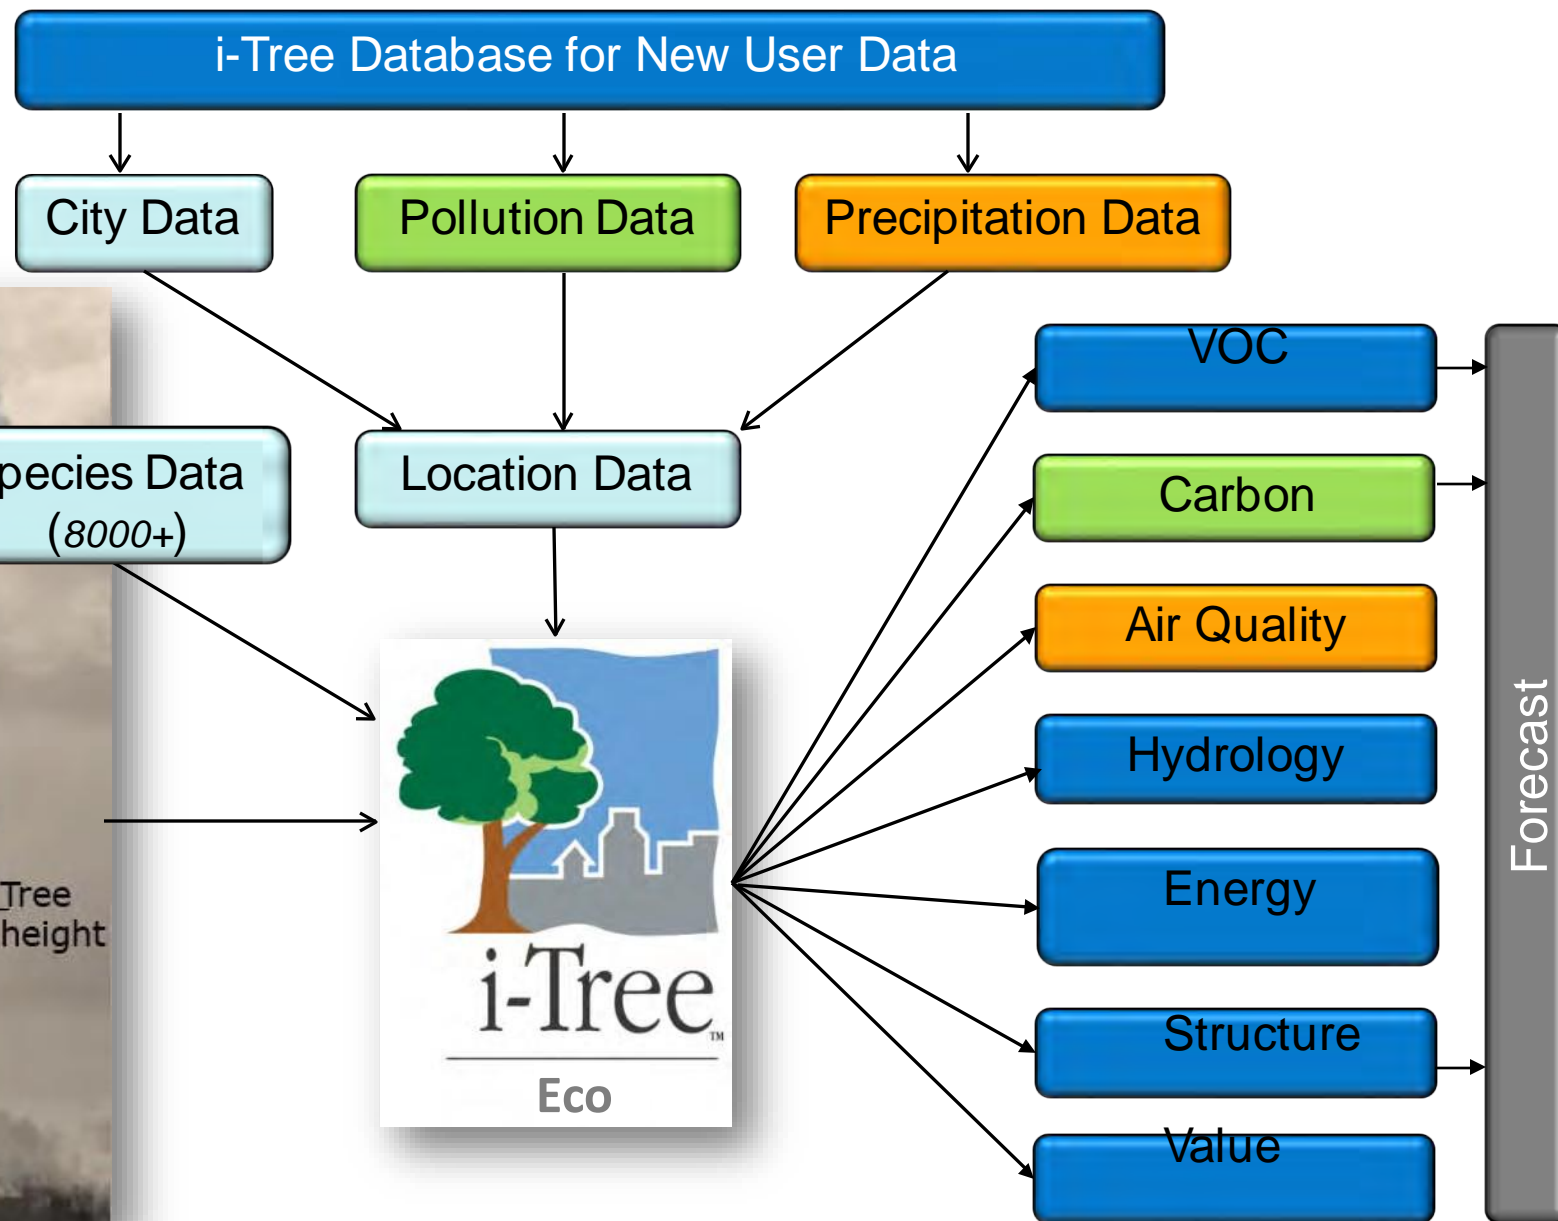 i-Tree Database for New User Data
City Data
Pollution Data
Precipitation Data
pecies Data
(8000+)
Location Data
VOC
Carbon
Air Quality
Hydrology
Energy
Structure
Value
Forecast
Tree
height
i-Tree™
Eco